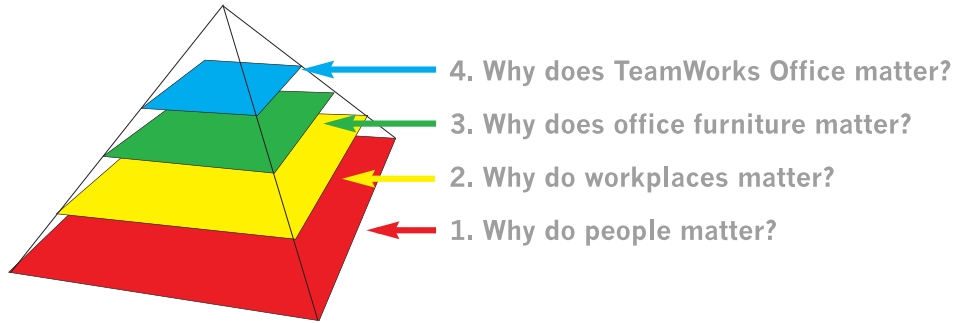 4. Why does TeamWorks Office matter?
3. Why does office furniture matter?
2. Why do workplaces matter?
1. Why do people matter?